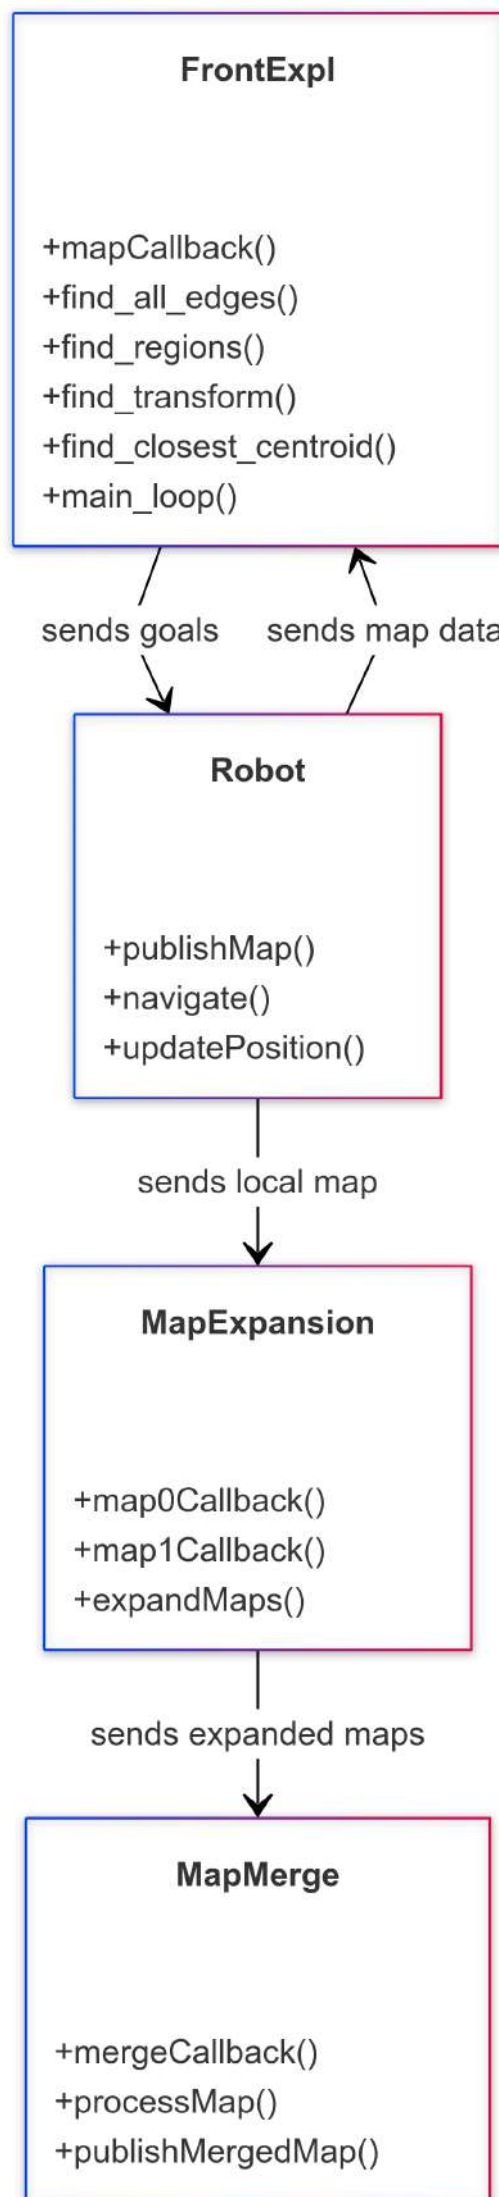 FrontExpl
+mapCallback()
+find_all_edges()
+find_regions()
+find_transform()
+find_closest_centroid()
+main_loop()
sends goals
sends map data
Robot
+publishMap()
+navigate()
+updatePosition()
sends local map
MapExpansion
+map0Callback()
+map1Callback()
+expandMaps()
sends expanded maps
MapMerge
+mergeCallback()
+processMap()
+publishMergedMap()